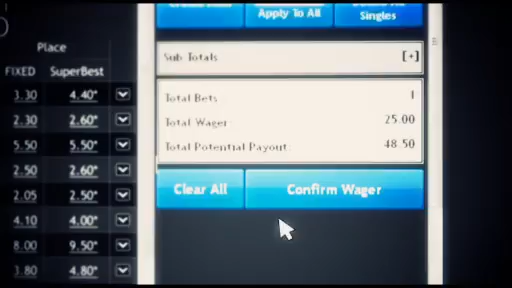 Apply To All
Singles
Place
FIXED SuperBest
Sub Totals [+]
Total Bets 1
Total Wager: 25.00
Total Potential Payout: 48.50
Clear All Confirm Wager
3.30 4.40*
2.30 2.60*
5.50 5.50*
2.50 2.60*
2.05 2.50*
4.10 4.00*
8.00 9.50*
3.80 4.80*